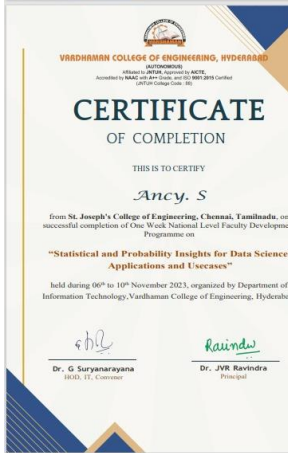 VARDHAMAN COLLEGE OF ENGINEERING, HYDERABAD
(AUTONOMOUS)
Affiliated to JNTUH, Approved by AICTE,
Accredited by NAAC with A++ Grade, and ISO 9001:2015 Certified
(JNTUH College Code : 88)
CERTIFICATE
OF COMPLETION
THIS IS TO CERTIFY
Ancy. S
from St. Joseph's College of Engineering, Chennai, Tamilnadu, on
successful completion of One Week National Level Faculty Developme
Programme on
"Statistical and Probability Insights for Data Science
Applications and Usecases"
held during 06th to 10th November 2023, organized by Department of
Information Technology,Vardhaman College of Engineering, Hyderaba
Ravindra
Dr. G Suryanarayana
HOD, IT, Convener
Dr. JVR Ravindra
Principal